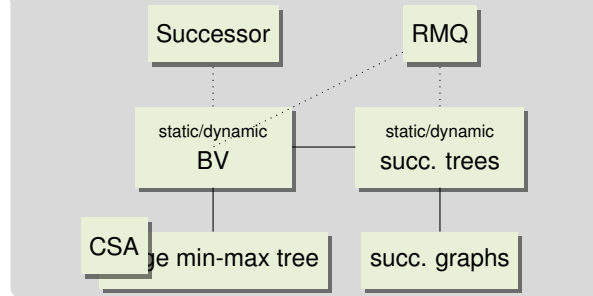 Successor
RMQ
static/dynamic
BV
static/dynamic
succ. trees
CSA
ge min-max tree
succ. graphs